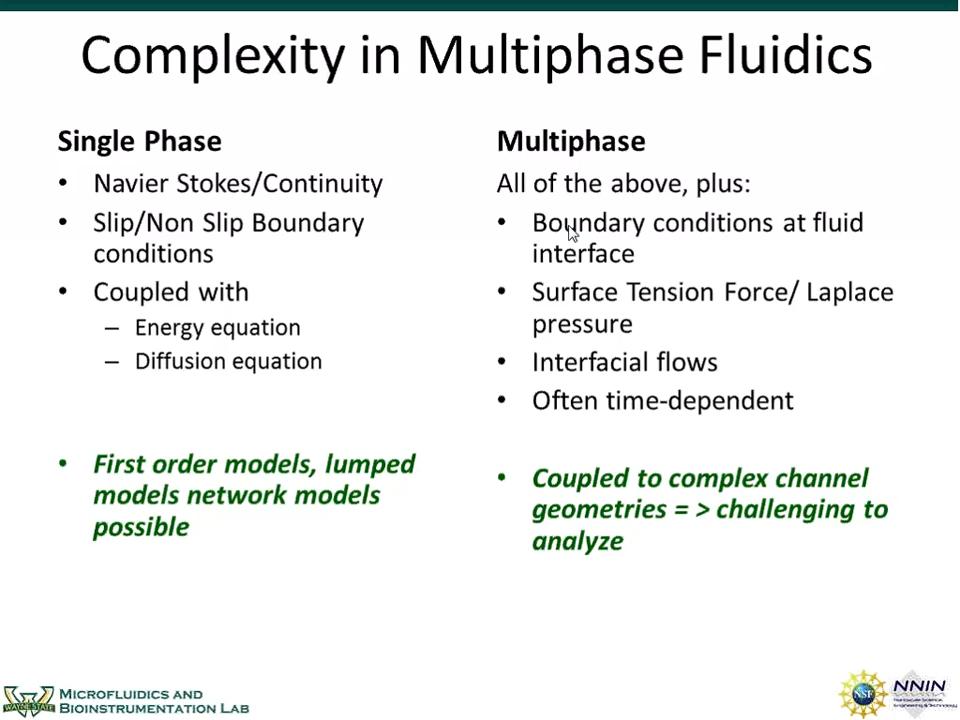 Complexity in Multiphase Fluidics
Single Phase
• Navier Stokes/Continuity
• Slip/Non Slip Boundary
conditions
• Coupled with
– Energy equation
– Diffusion equation
• First order models, lumped
models network models
possible
Multiphase
All of the above, plus:
• Boundary conditions at fluid
interface
• Surface Tension Force/ Laplace
pressure
• Interfacial flows
• Often time-dependent
• Coupled to complex channel
geometries = > challenging to
analyze
WAYNE STATE
MICROFLUIDICS AND
BIOINSTRUMENTATION LAB
NSF
NNIN